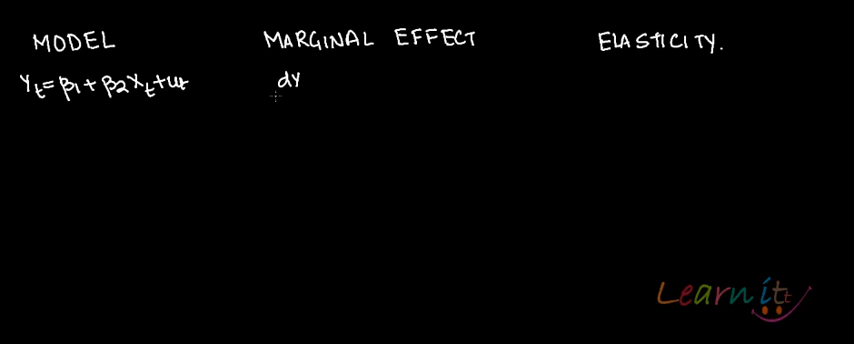 MODEL MARGINAL EFFECT ELASTICITY.
Yt = β1 + β2Xt + ut dY
Learnitt